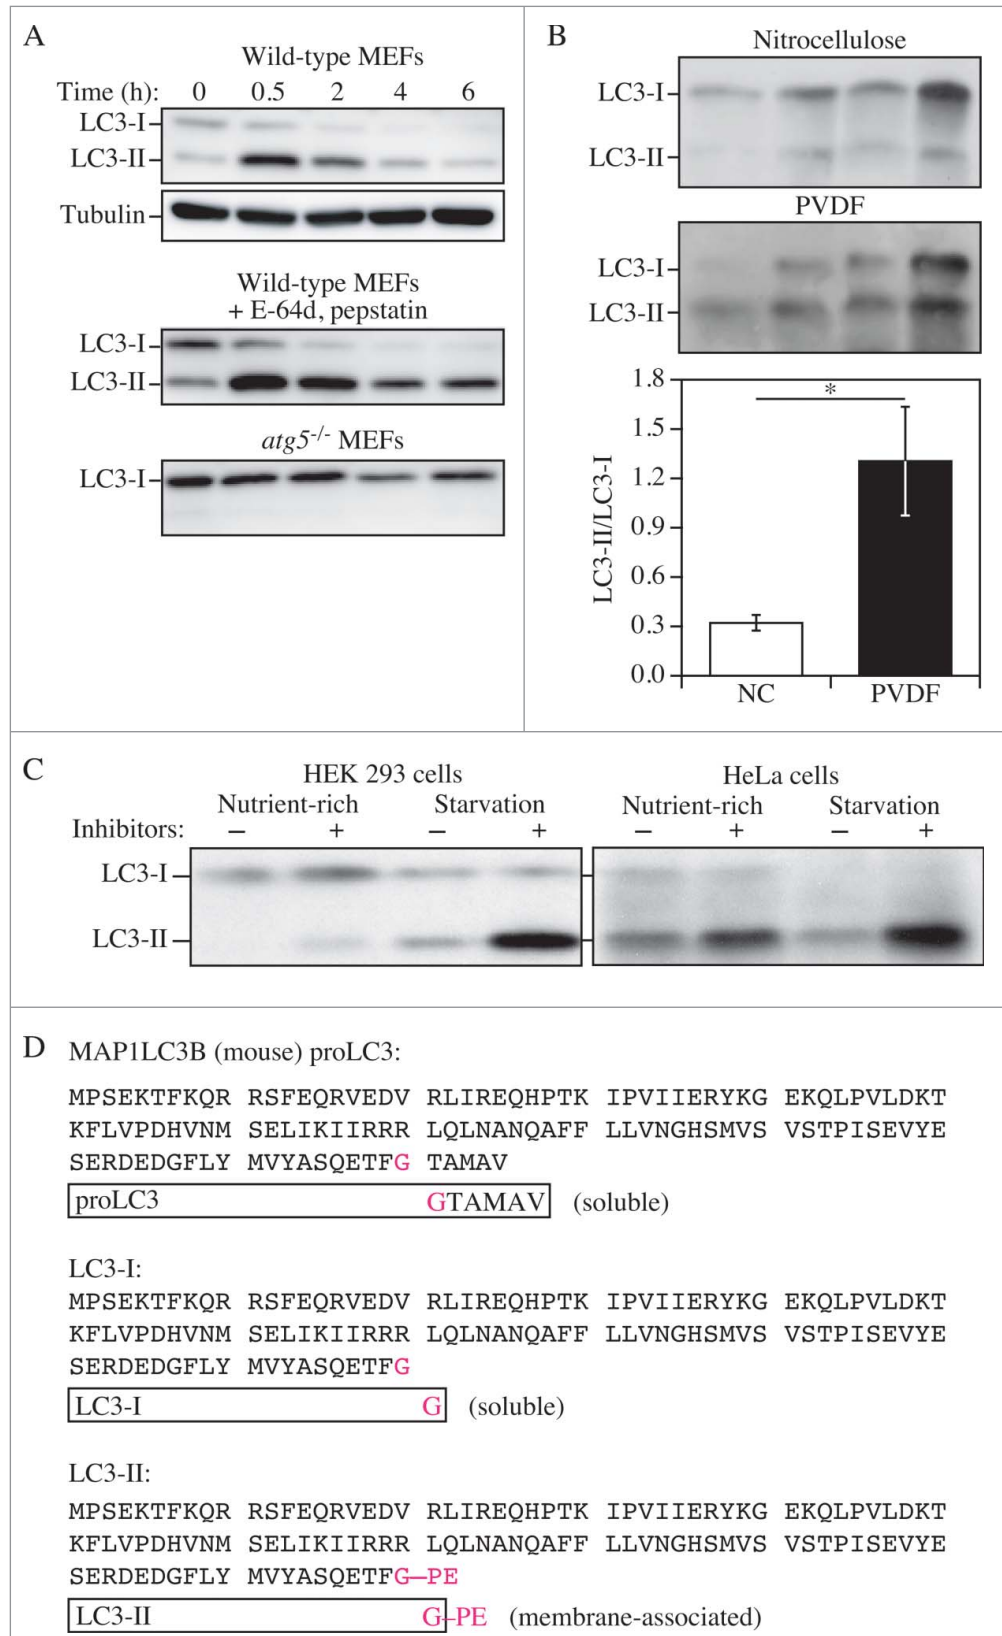 A
Wild-type MEFs
Time (h): 0 0.5 2 4 6
LC3-I
LC3-II
Tubulin
Wild-type MEFs
+ E-64d, pepstatin
LC3-I
LC3-II
atg5-/- MEFs
LC3-I
B
Nitrocellulose
LC3-I
LC3-II
PVDF
LC3-I
LC3-II
1.8
*
1.5
1.2
0.9
0.6
0.3
0.0
LC3-II/LC3-I
NC PVDF
C
HEK 293 cells HeLa cells
Nutrient-rich Starvation Nutrient-rich Starvation
Inhibitors: – + – + – + – +
LC3-I
LC3-II
D MAP1LC3B (mouse) proLC3:
MPSEKTFKQR RSFEQRVEDV RLIREQHPTK IPVIIERYKG EKQLPVLDKT
KFLVPDHVNM SELIKIIRRR LQLNANQAFF LLVNGHSMVS VSTPISEVYE
SERDEDGFLY MVYASQETFG TAMAV
proLC3 GTAMAV (soluble)
LC3-I:
MPSEKTFKQR RSFEQRVEDV RLIREQHPTK IPVIIERYKG EKQLPVLDKT
KFLVPDHVNM SELIKIIRRR LQLNANQAFF LLVNGHSMVS VSTPISEVYE
SERDEDGFLY MVYASQETFG
LC3-I G (soluble)
LC3-II:
MPSEKTFKQR RSFEQRVEDV RLIREQHPTK IPVIIERYKG EKQLPVLDKT
KFLVPDHVNM SELIKIIRRR LQLNANQAFF LLVNGHSMVS VSTPISEVYE
SERDEDGFLY MVYASQETFG–PE
LC3-II G–PE (membrane-associated)